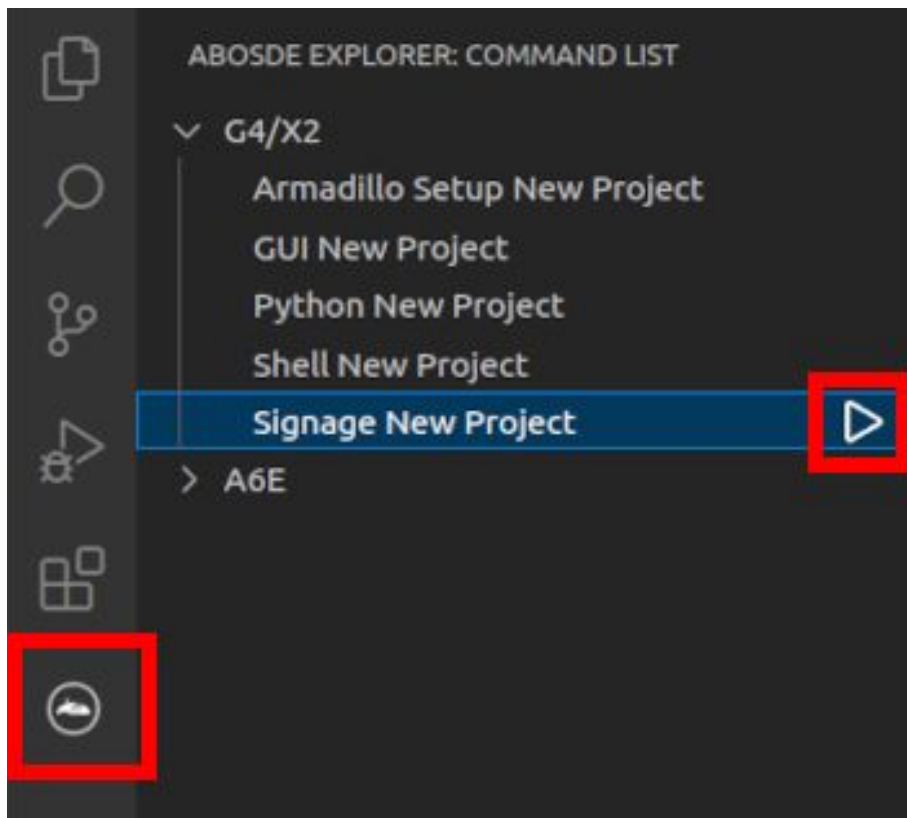 ABOSDE EXPLORER: COMMAND LIST
G4/X2
Armadillo Setup New Project
GUI New Project
Python New Project
Shell New Project
Signage New Project
A6E